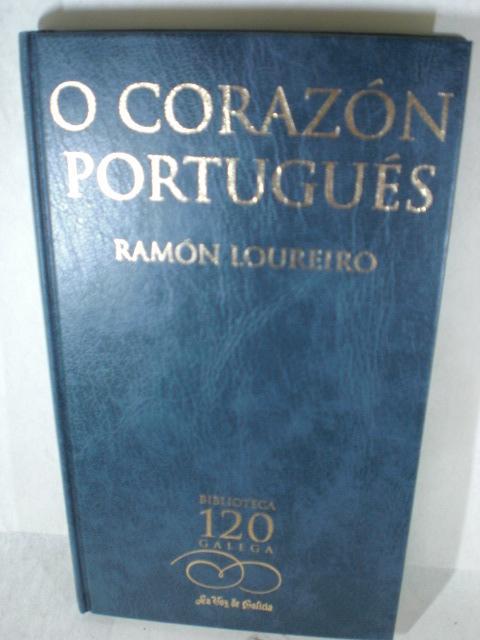 O CORAZÓN
PORTUGUÉS
RAMÓN LOUREIRO
BIBLIOTECA
120
GALEGA
La Voz de Galicia